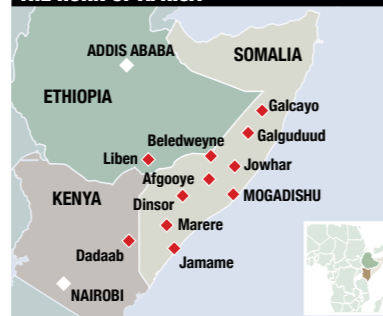 ADDIS ABABA
SOMALIA
ETHIOPIA
Galcayo
Beledweyne
Galguduud
Liben
Jowhar
Afgooye
KENYA
Dinsor
MOGADISHU
Marere
Dadaab
Jamame
NAIROBI